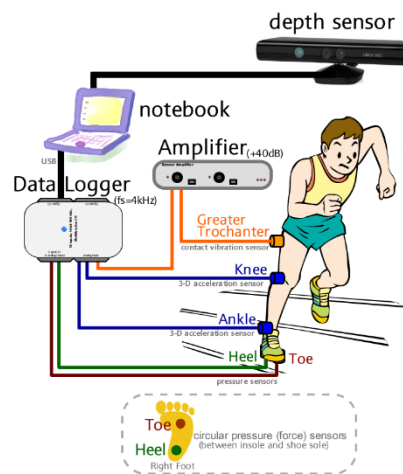 depth sensor
notebook
USB
Amplifier(+40dB)
Sensor Amplifier
Data Logger
(fs=4kHz)
Greater
Trochanter
contact vibration sensor
Knee
3-D acceleration sensor
Ankle
3-D acceleration sensor
Heel
Toe
pressure sensors
Toe
Heel
circular pressure (force) sensors
(between insole and shoe sole)
Right Foot